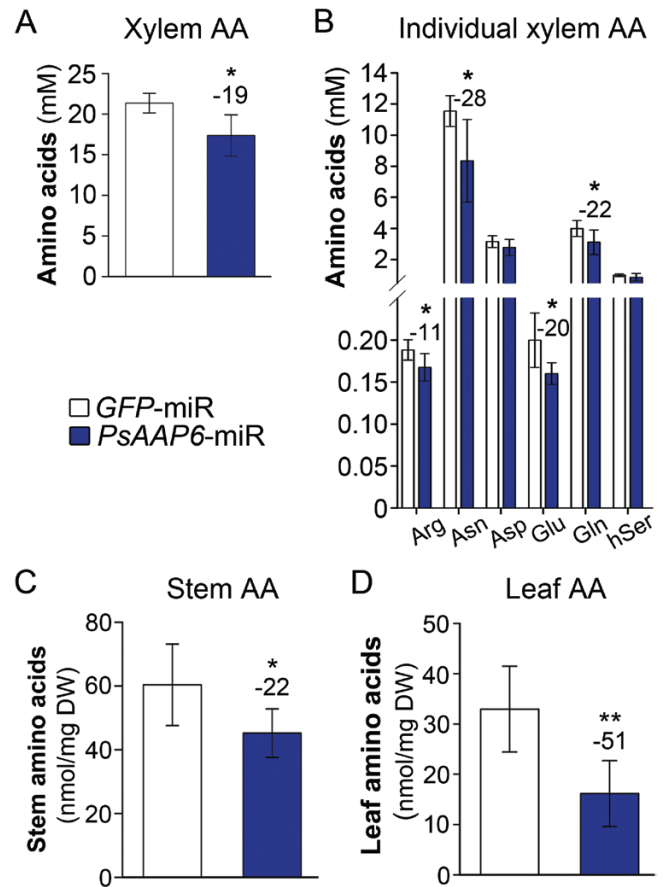 A
Xylem AA
Amino acids (mM)
25
20
15
10
5
0
*
-19
GFP-miR
PsAAP6-miR
B
Individual xylem AA
Amino acids (mM)
14
12
10
8
6
4
2
0.20
0.15
0.10
0.05
0
*
-11
*
-28
*
-20
*
-22
Arg
Asn
Asp
Glu
Gln
hSer
C
Stem AA
Stem amino acids
(nmol/mg DW)
80
60
40
20
0
*
-22
D
Leaf AA
Leaf amino acids
(nmol/mg DW)
50
40
30
20
10
0
**
-51